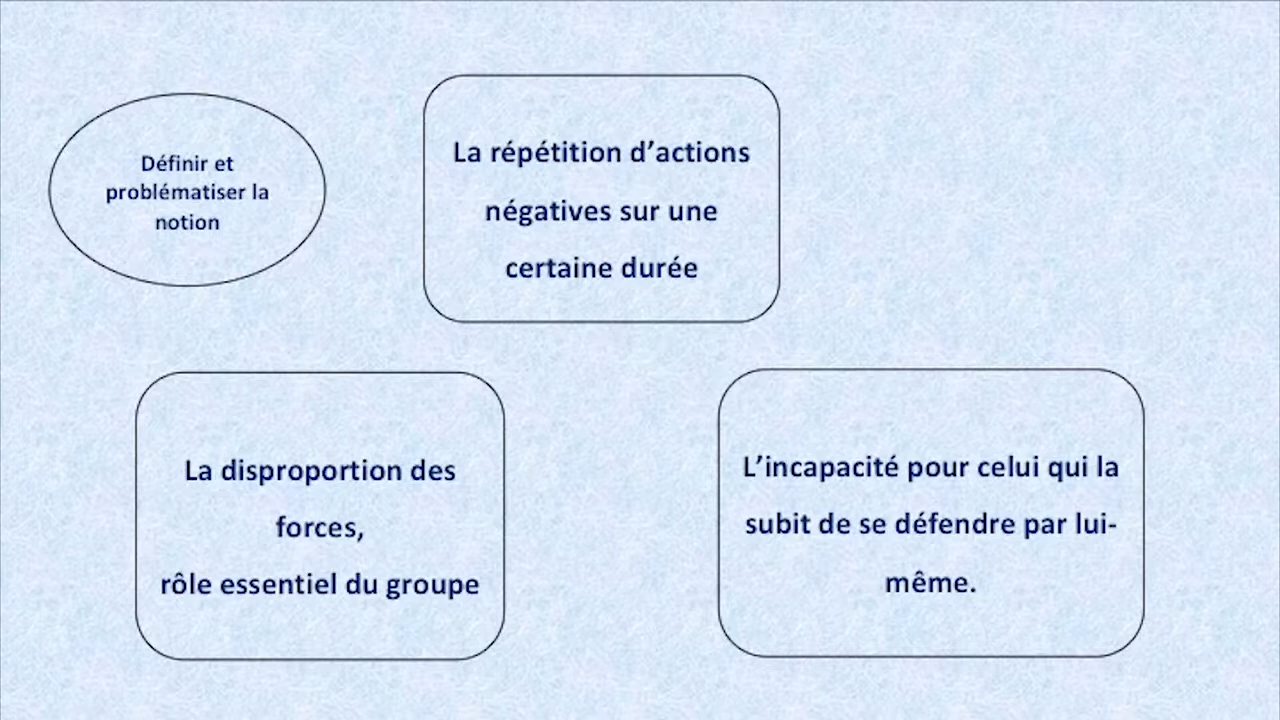 Définir et
problématiser la
notion
La répétition d’actions
négatives sur une
certaine durée
La disproportion des
forces,
rôle essentiel du groupe
L’incapacité pour celui qui la
subit de se défendre par lui-
même.